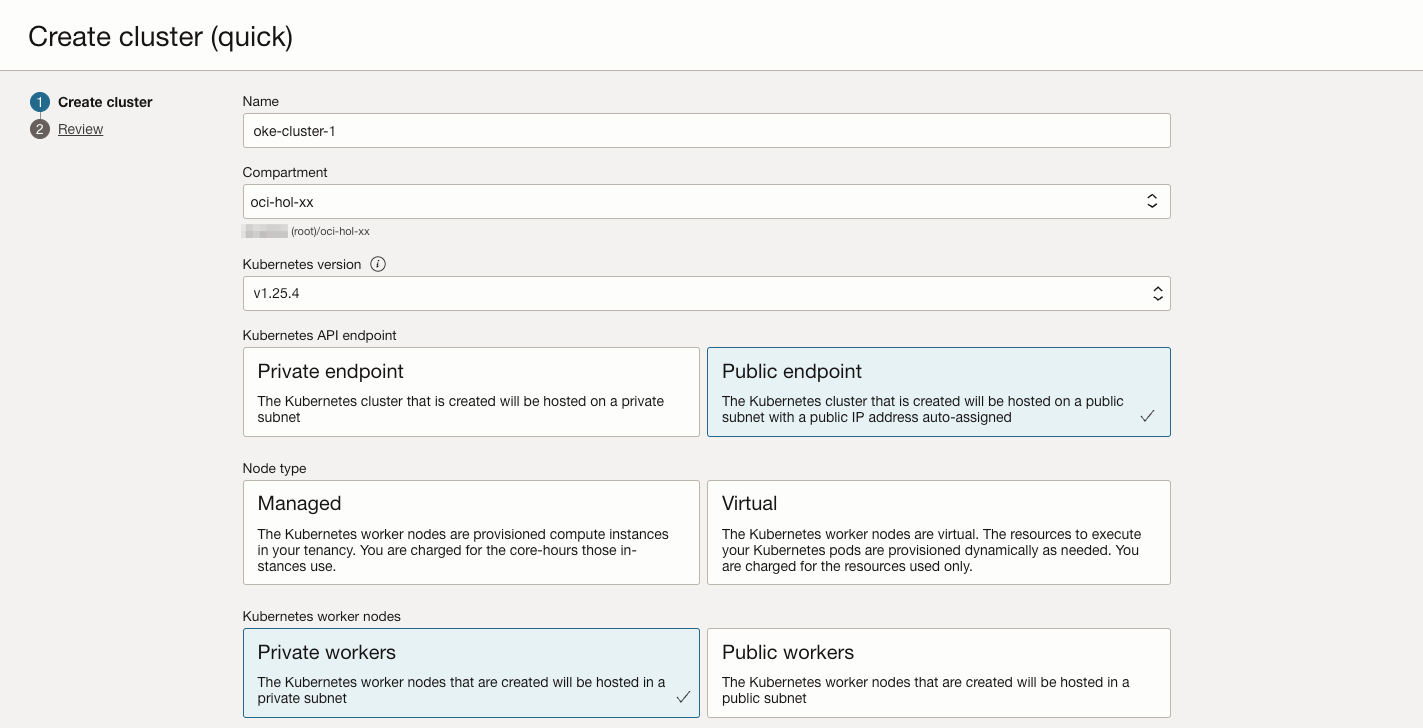 Create cluster (quick)
1 Create cluster
2 Review
Name
oke-cluster-1
Compartment
oci-hol-xx
(root)/oci-hol-xx
Kubernetes version i
v1.25.4
Kubernetes API endpoint
Private endpoint
The Kubernetes cluster that is created will be hosted on a private
subnet
Public endpoint
The Kubernetes cluster that is created will be hosted on a public
subnet with a public IP address auto-assigned
Node type
Managed
The Kubernetes worker nodes are provisioned compute instances
in your tenancy. You are charged for the core-hours those in-
stances use.
Virtual
The Kubernetes worker nodes are virtual. The resources to execute
your Kubernetes pods are provisioned dynamically as needed. You
are charged for the resources used only.
Kubernetes worker nodes
Private workers
The Kubernetes worker nodes that are created will be hosted in a
private subnet
Public workers
The Kubernetes worker nodes that are created will be hosted in a
public subnet